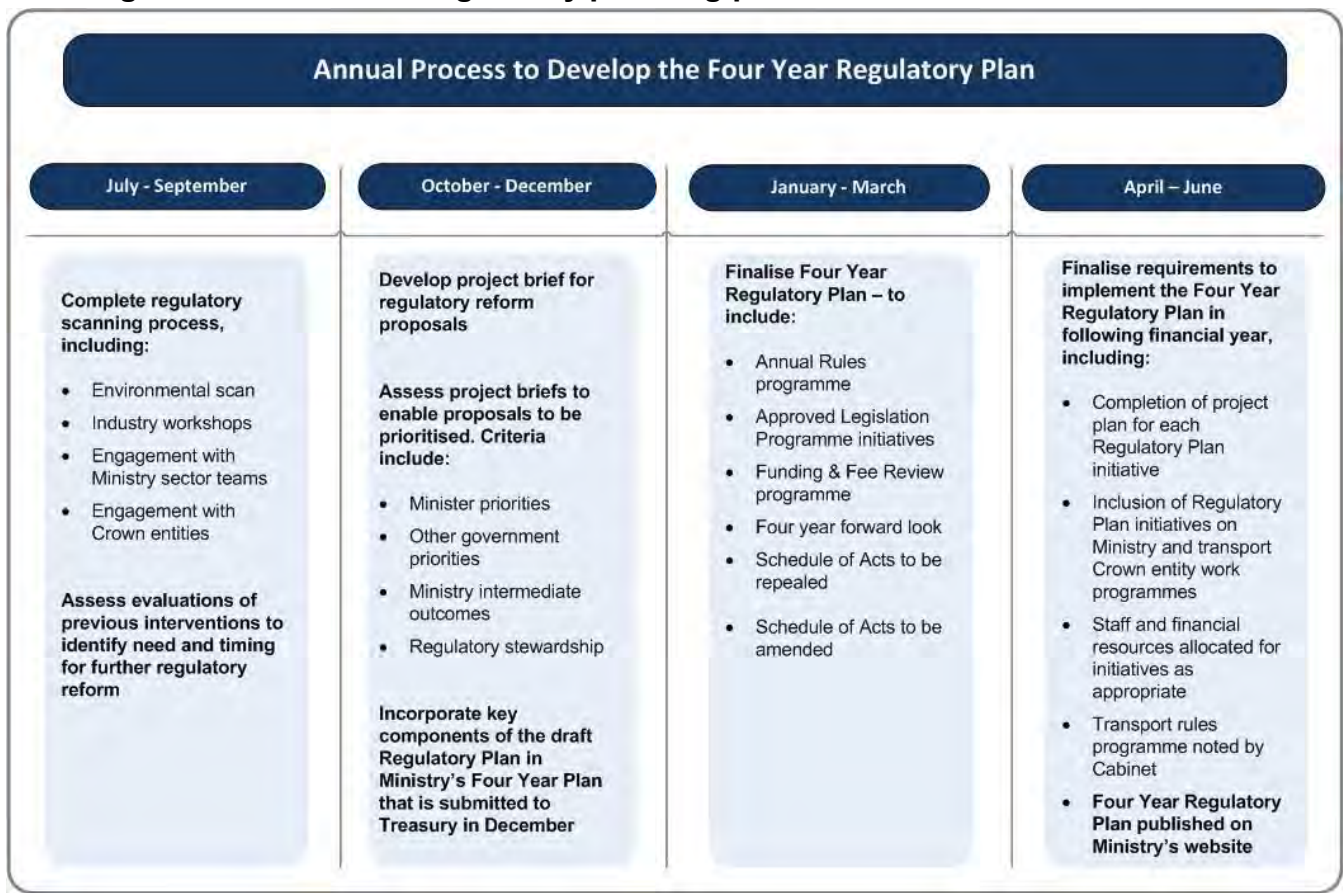 Annual Process to Develop the Four Year Regulatory Plan
July - September
Complete regulatory
scanning process,
including:
• Environmental scan
• Industry workshops
• Engagement with
Ministry sector teams
• Engagement with
Crown entities
Assess evaluations of
previous interventions to
identify need and timing
for further regulatory
reform
October - December
Develop project brief for
regulatory reform
proposals
Assess project briefs to
enable proposals to be
prioritised. Criteria
include:
• Minister priorities
• Other government
priorities
• Ministry intermediate
outcomes
• Regulatory stewardship
Incorporate key
components of the draft
Regulatory Plan in
Ministry's Four Year Plan
that is submitted to
Treasury in December
January - March
Finalise Four Year
Regulatory Plan – to
include:
• Annual Rules
programme
• Approved Legislation
Programme initiatives
• Funding & Fee Review
programme
• Four year forward look
• Schedule of Acts to be
repealed
• Schedule of Acts to be
amended
April – June
Finalise requirements to
implement the Four Year
Regulatory Plan in
following financial year,
including:
• Completion of project
plan for each
Regulatory Plan
initiative
• Inclusion of Regulatory
Plan initiatives on
Ministry and transport
Crown entity work
programmes
• Staff and financial
resources allocated for
initiatives as
appropriate
• Transport rules
programme noted by
Cabinet
• Four Year Regulatory
Plan published on
Ministry's website